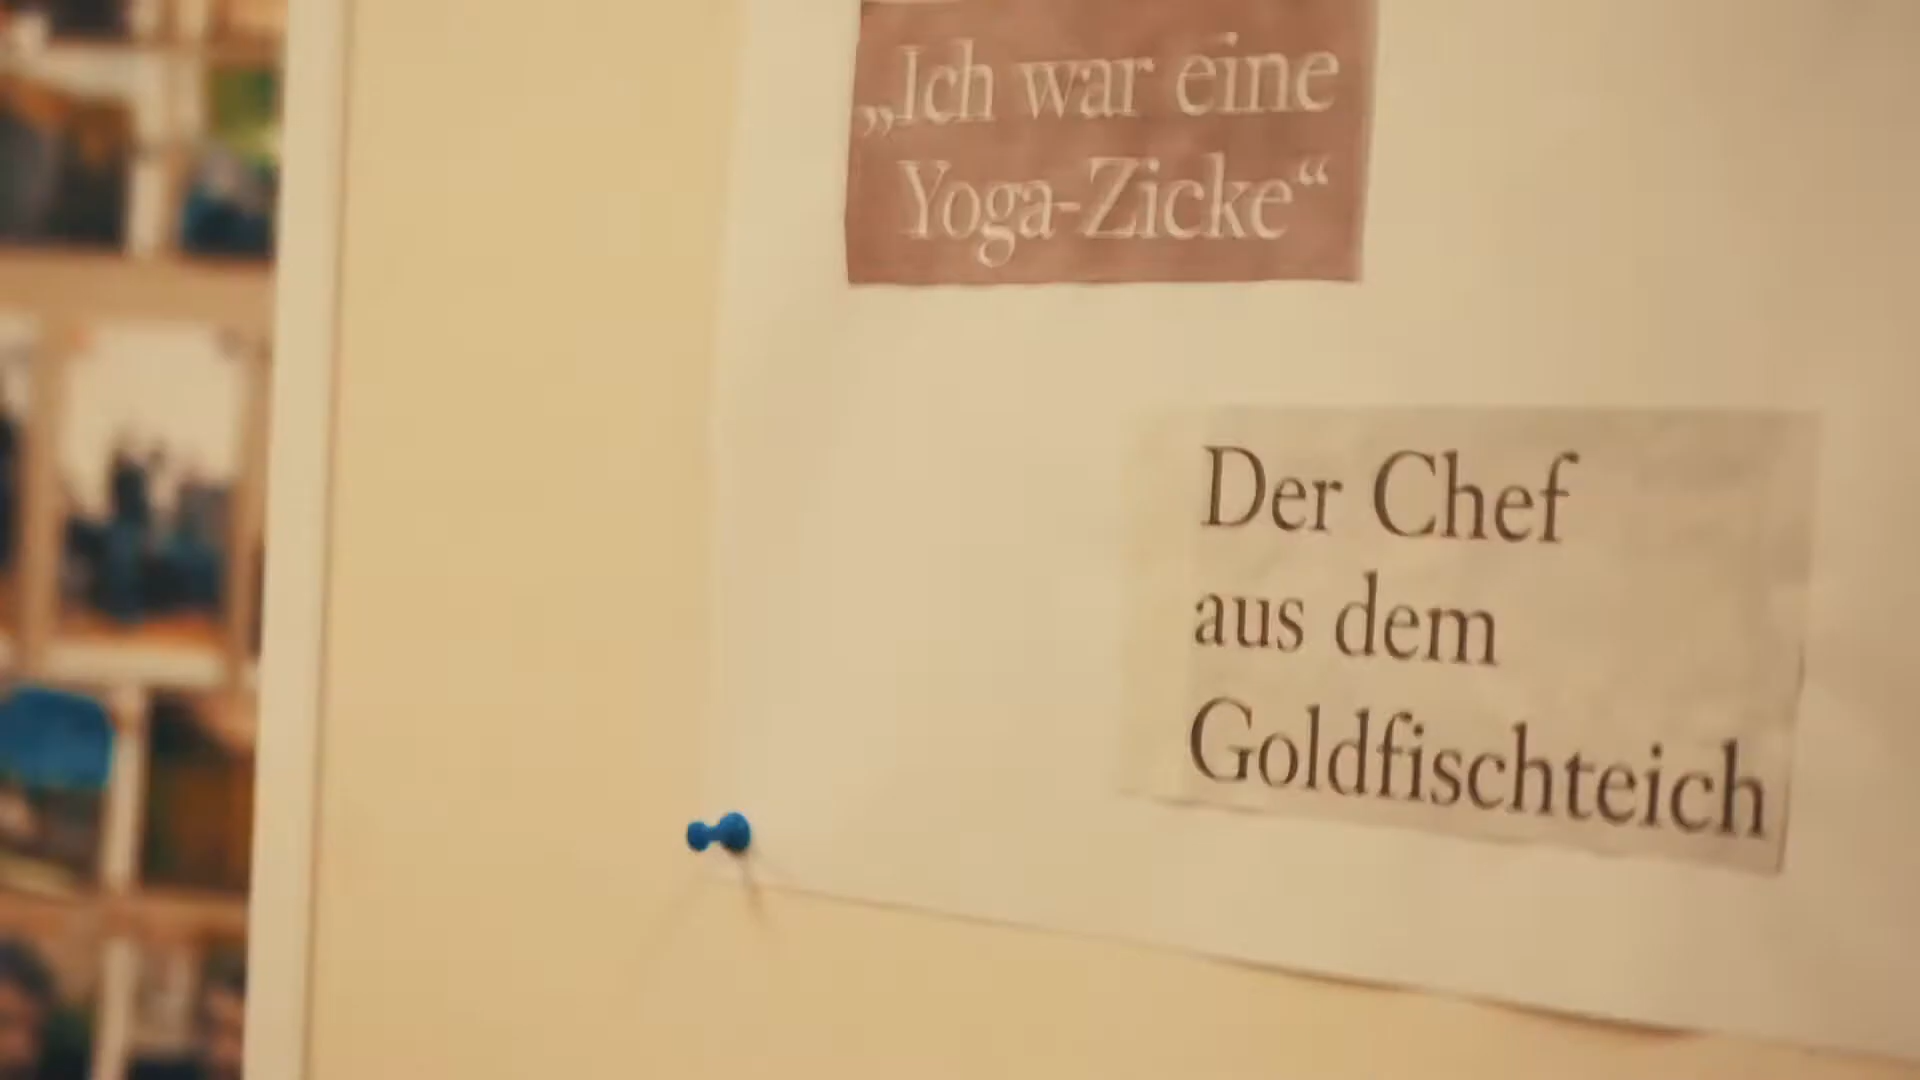 „Ich war eine
Yoga-Zicke“
Der Chef
aus dem
Goldfischteich